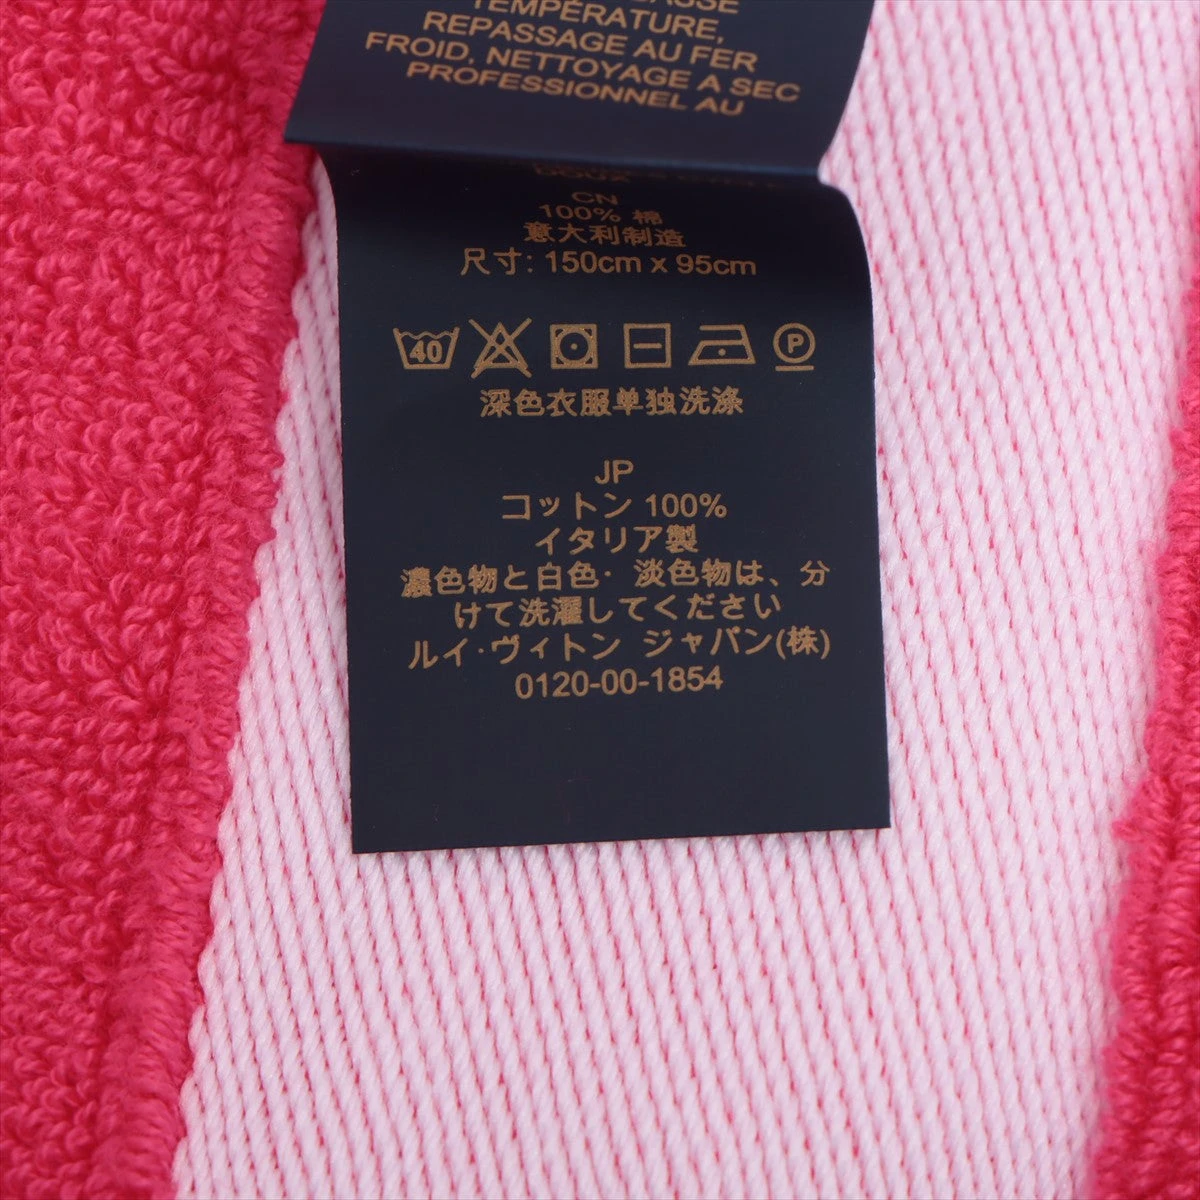 TEMPÉRATURE,
REPASSAGE AU FER
FROID, NETTOYAGE A SEC
PROFESSIONNEL AU
CN
100% 棉
意大利制造
尺寸: 150cm x 95cm
40
P
深色衣服单独洗涤
JP
コットン 100%
イタリア製
濃色物と白色· 淡色物は、分
けて洗濯してください
ルイ·ヴィトン ジャパン(株)
0120-00-1854